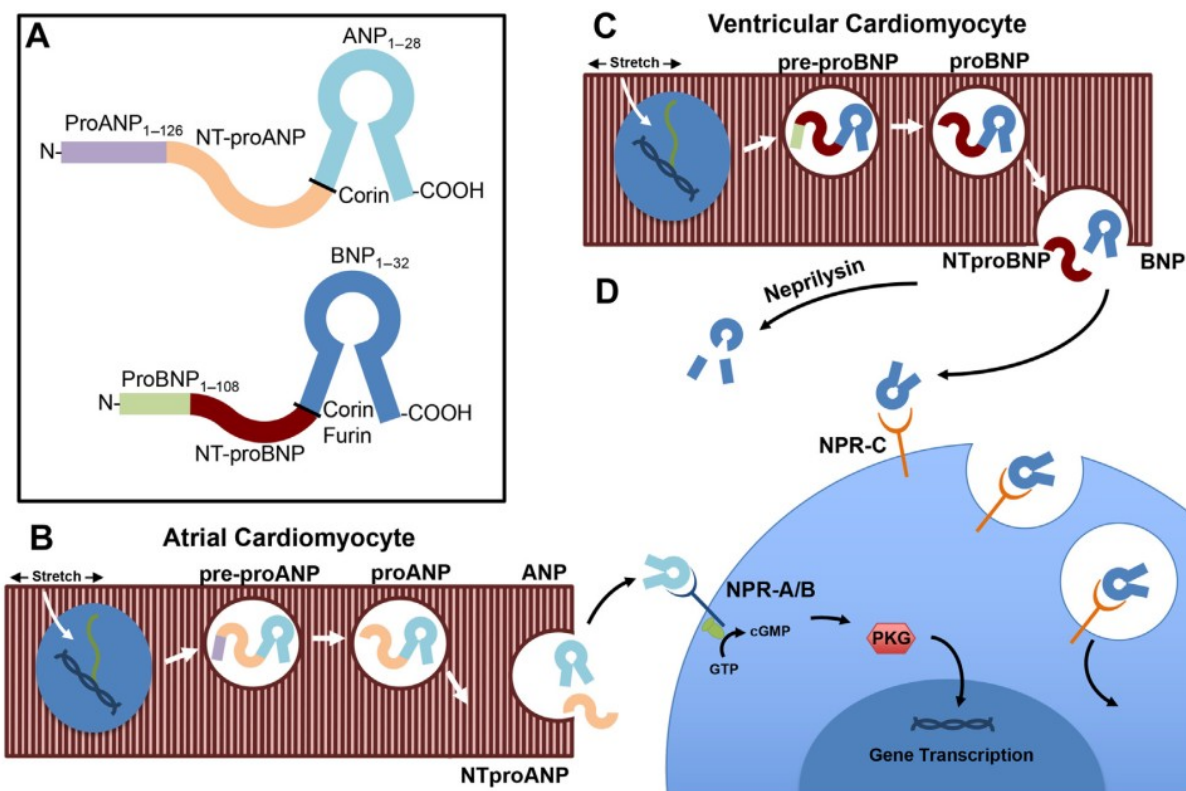 A
ANP1–28
ProANP1–126
NT-proANP
N-
Corin
-COOH
BNP1–32
ProBNP1–108
N-
Corin
-COOH
Furin
NT-proBNP
B
Atrial Cardiomyocyte
Stretch
pre-proANP
proANP
ANP
NTproANP
C
Ventricular Cardiomyocyte
Stretch
pre-proBNP
proBNP
NTproBNP
BNP
D
Neprilysin
NPR-C
NPR-A/B
cGMP
GTP
PKG
Gene Transcription